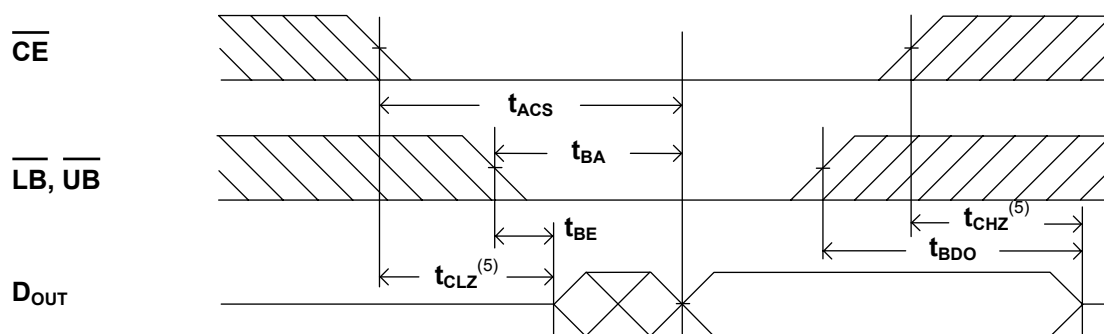 CE
tACS
LB, UB
tBA
tBE
tCHZ(5)
tBDO
tCLZ(5)
DOUT